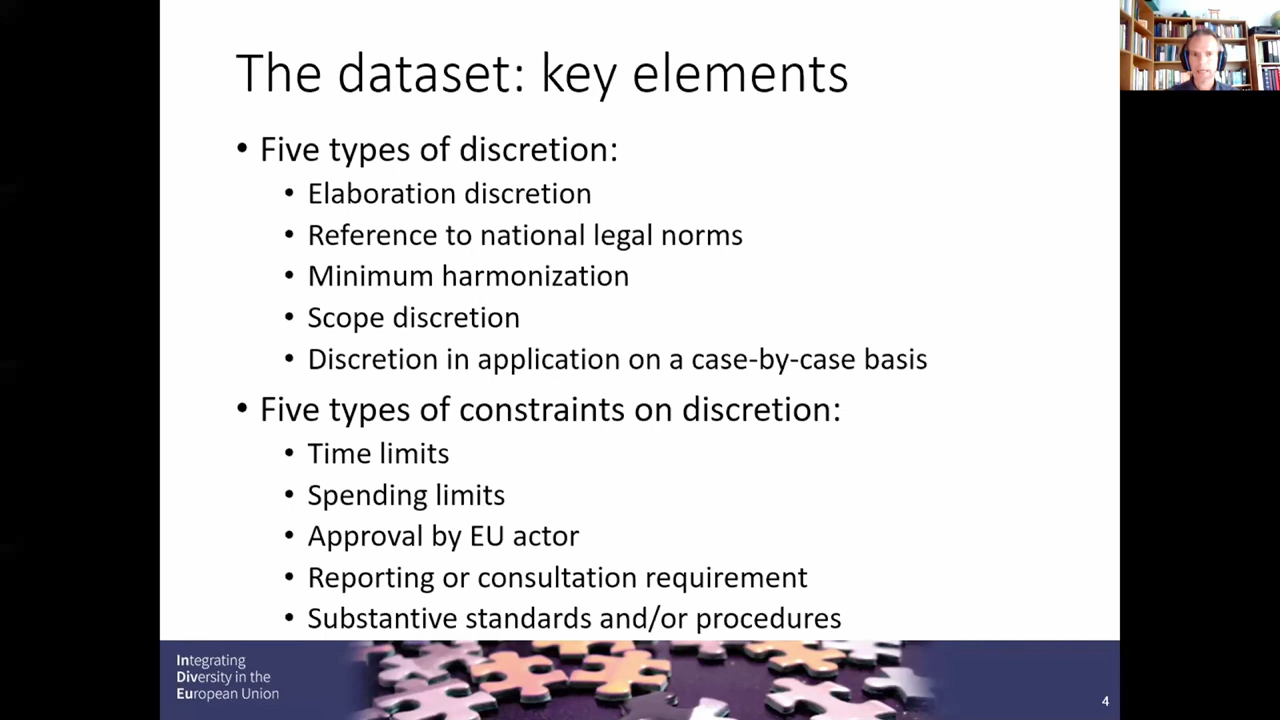 The dataset: key elements
• Five types of discretion:
• Elaboration discretion
• Reference to national legal norms
• Minimum harmonization
• Scope discretion
• Discretion in application on a case-by-case basis
• Five types of constraints on discretion:
• Time limits
• Spending limits
• Approval by EU actor
• Reporting or consultation requirement
• Substantive standards and/or procedures
Integrating
Diversity in the
European Union
4